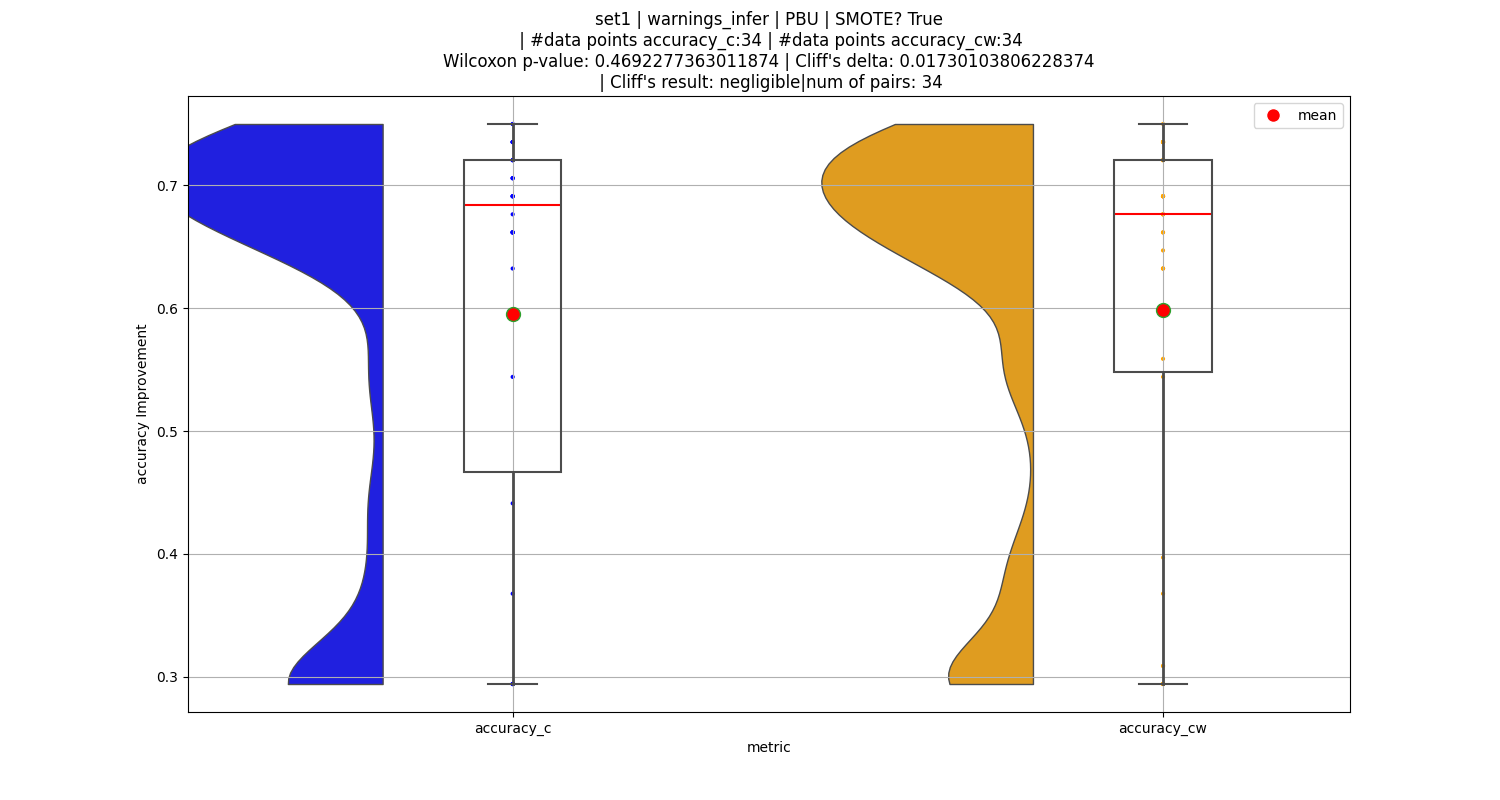 set1 | warnings_infer | PBU | SMOTE? True
| #data points accuracy_c:34 | #data points accuracy_cw:34
Wilcoxon p-value: 0.4692277363011874 | Cliff's delta: 0.01730103806228374
| Cliff's result: negligible|num of pairs: 34
mean
0.7
0.6
0.5
0.4
0.3
accuracy Improvement
accuracy_c
accuracy_cw
metric